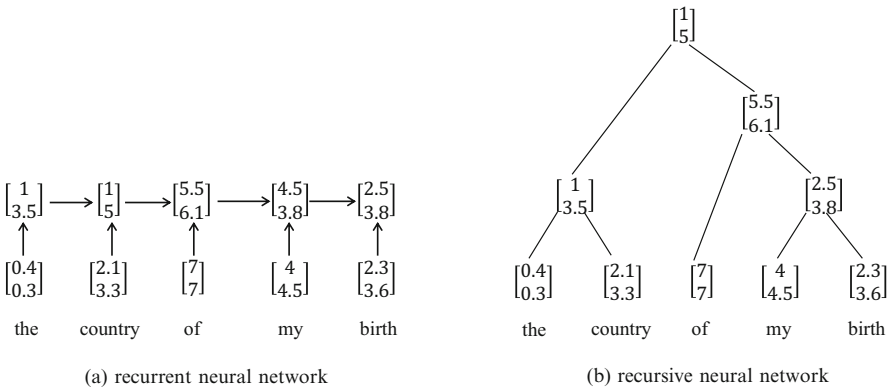 [1 3.5] [1 5] [5.5 6.1] [4.5 3.8] [2.5 3.8]
[0.4 0.3] [2.1 3.3] [7 7] [4 4.5] [2.3 3.6]
the country of my birth
(a) recurrent neural network
[1 5]
[5.5 6.1]
[1 3.5] [2.5 3.8]
[0.4 0.3] [2.1 3.3] [7 7] [4 4.5] [2.3 3.6]
the country of my birth
(b) recursive neural network